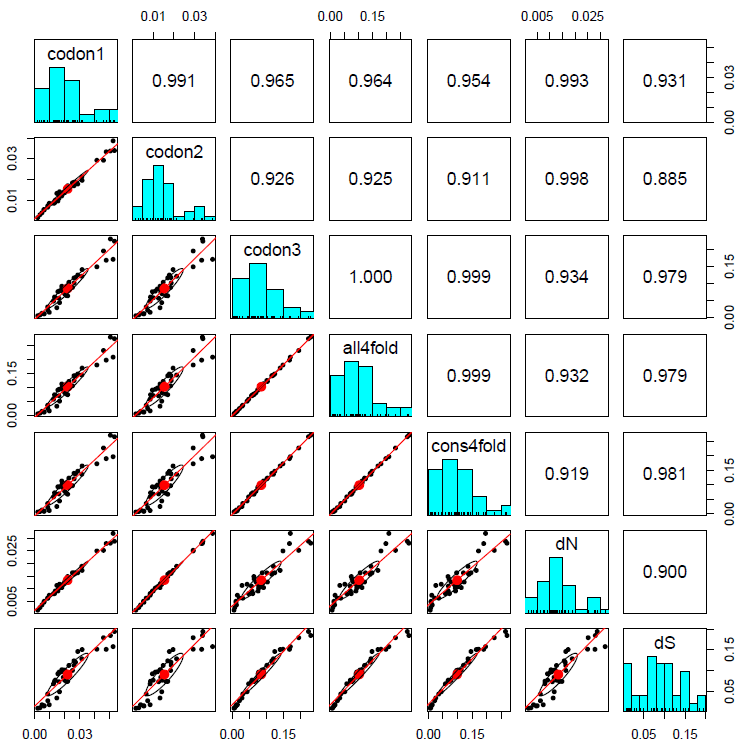 0.01 0.03 0.00 0.15 0.005 0.025
codon1 0.991 0.965 0.964 0.954 0.993 0.931 0.00 0.03
0.01 0.03 codon2 0.926 0.925 0.911 0.998 0.885
codon3 1.000 0.999 0.934 0.979 0.00 0.15
0.00 0.15 all4fold 0.999 0.932 0.979
cons4fold 0.919 0.981 0.00 0.15
0.005 0.025 dN 0.900
dS 0.05 0.15
0.00 0.03 0.00 0.15 0.00 0.15 0.05 0.15